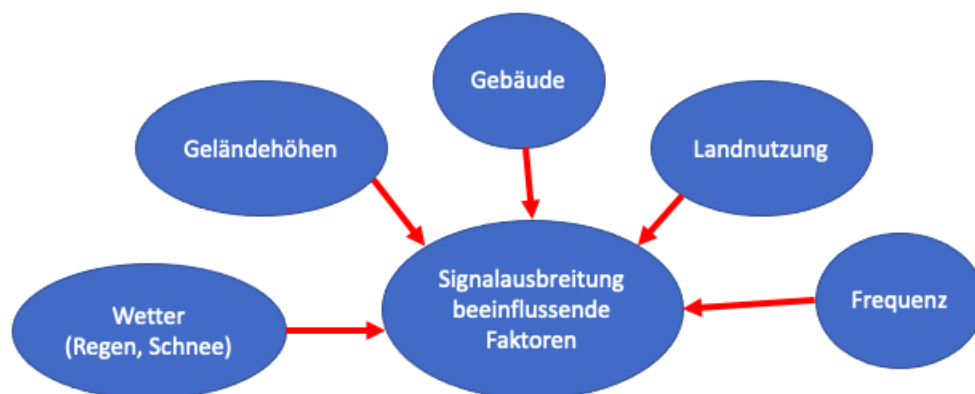 Gebäude
Geländehöhen
Landnutzung
Signalausbreitung
beeinflussende
Faktoren
Wetter
(Regen, Schnee)
Frequenz